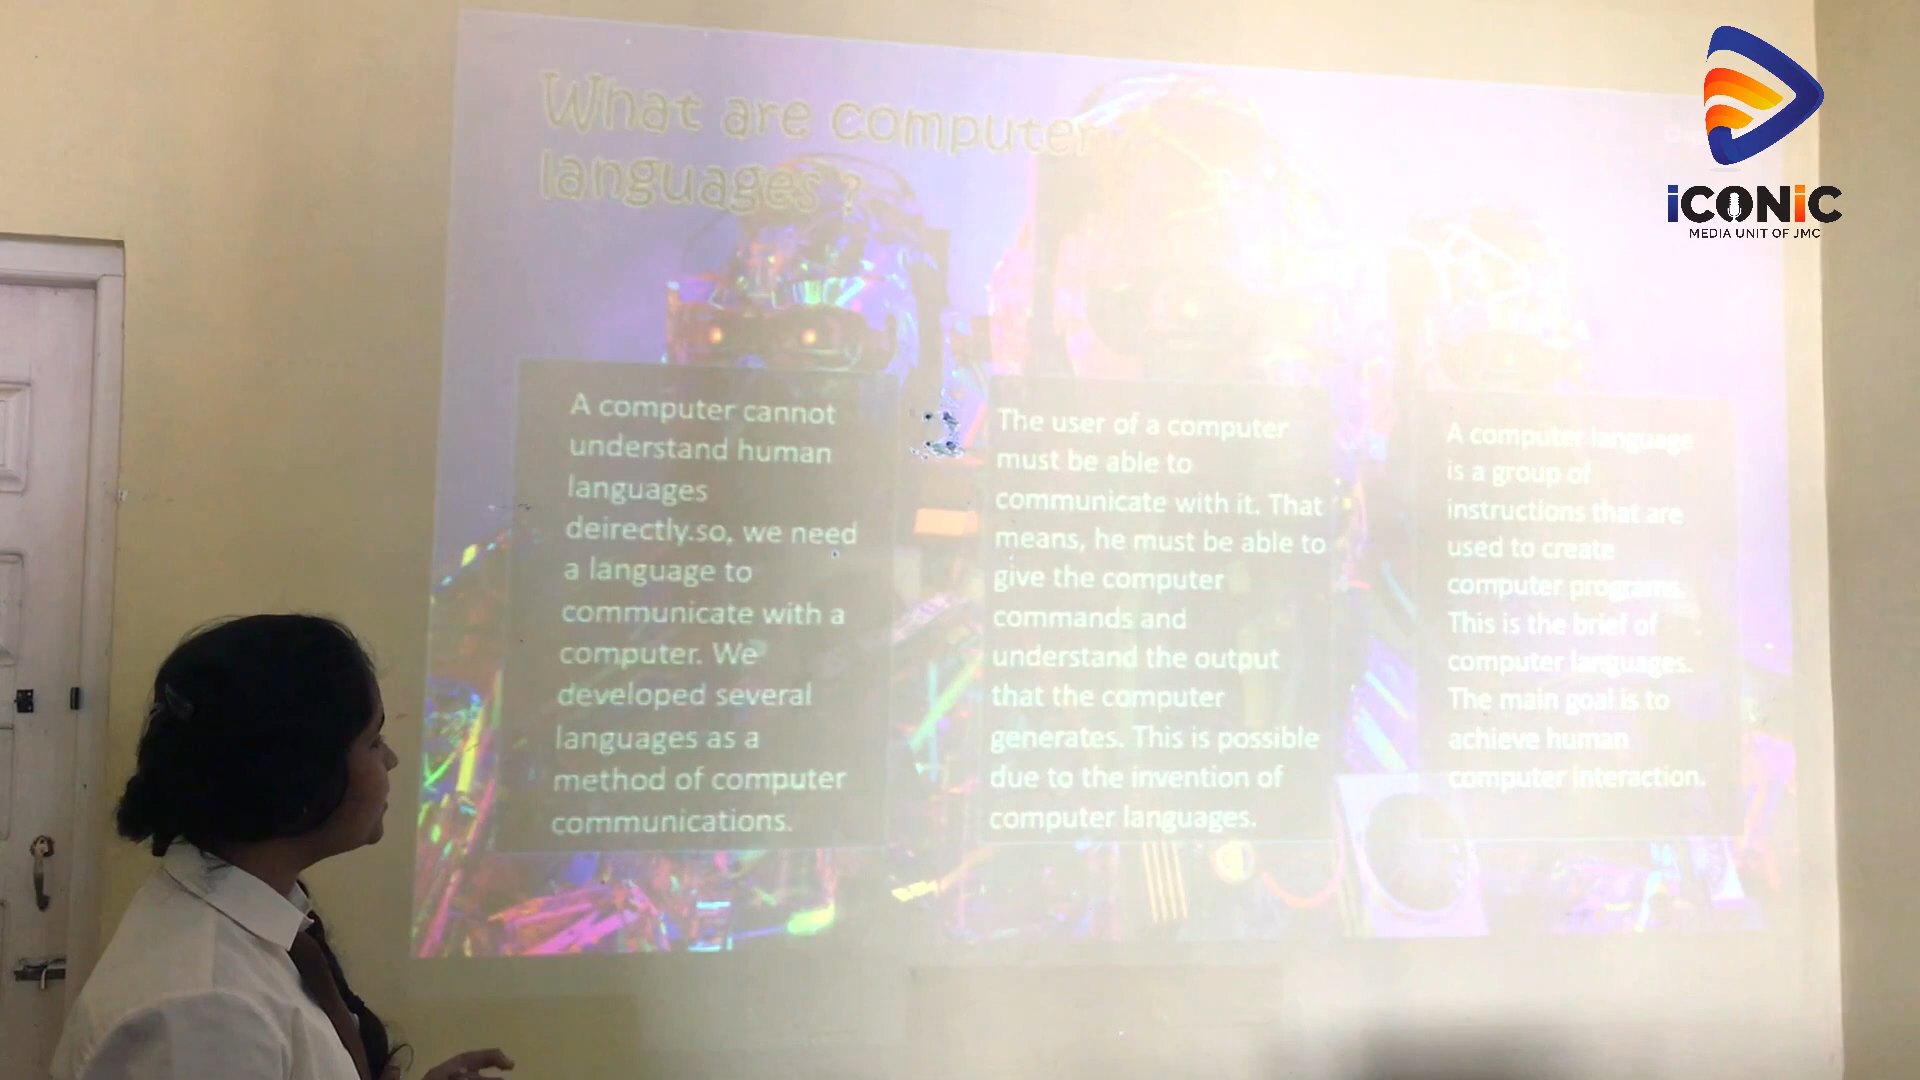 What are computer
languages ?
A computer cannot
understand human
languages
deirectly.so, we need
a language to
communicate with a
computer. We
developed several
languages as a
method of computer
communications.
The user of a computer
must be able to
communicate with it. That
means, he must be able to
give the computer
commands and
understand the output
that the computer
generates. This is possible
due to the invention of
computer languages.
A computer language
is a group of
instructions that are
used to create
computer programs.
This is the brief of
computer languages.
The main goal is to
achieve human
computer interaction.
iCONiC
MEDIA UNIT OF JMC